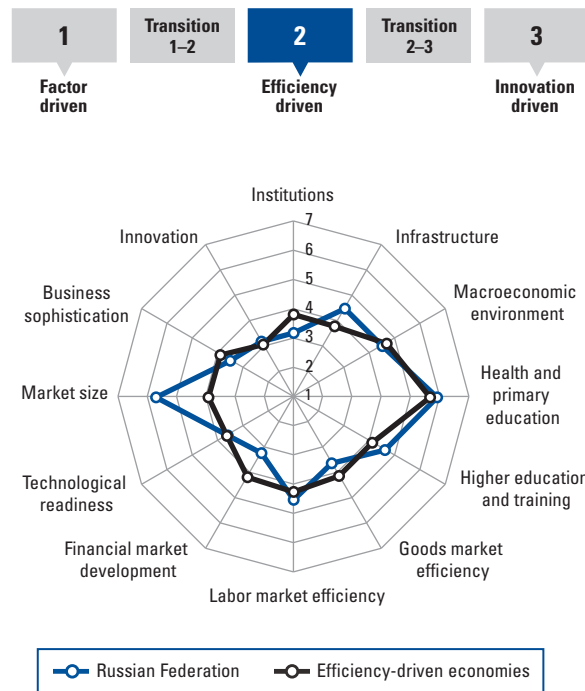 1
Transition
1–2
2
Transition
2–3
3
Factor
driven
Efficiency
driven
Innovation
driven
Institutions
7
Innovation
Infrastructure
6
5
Business
sophistication
Macroeconomic
environment
4
3
Market size
2
1
Health and
primary
education
Technological
readiness
Higher education
and training
Financial market
development
Goods market
efficiency
Labor market efficiency
Russian Federation
Efficiency-driven economies